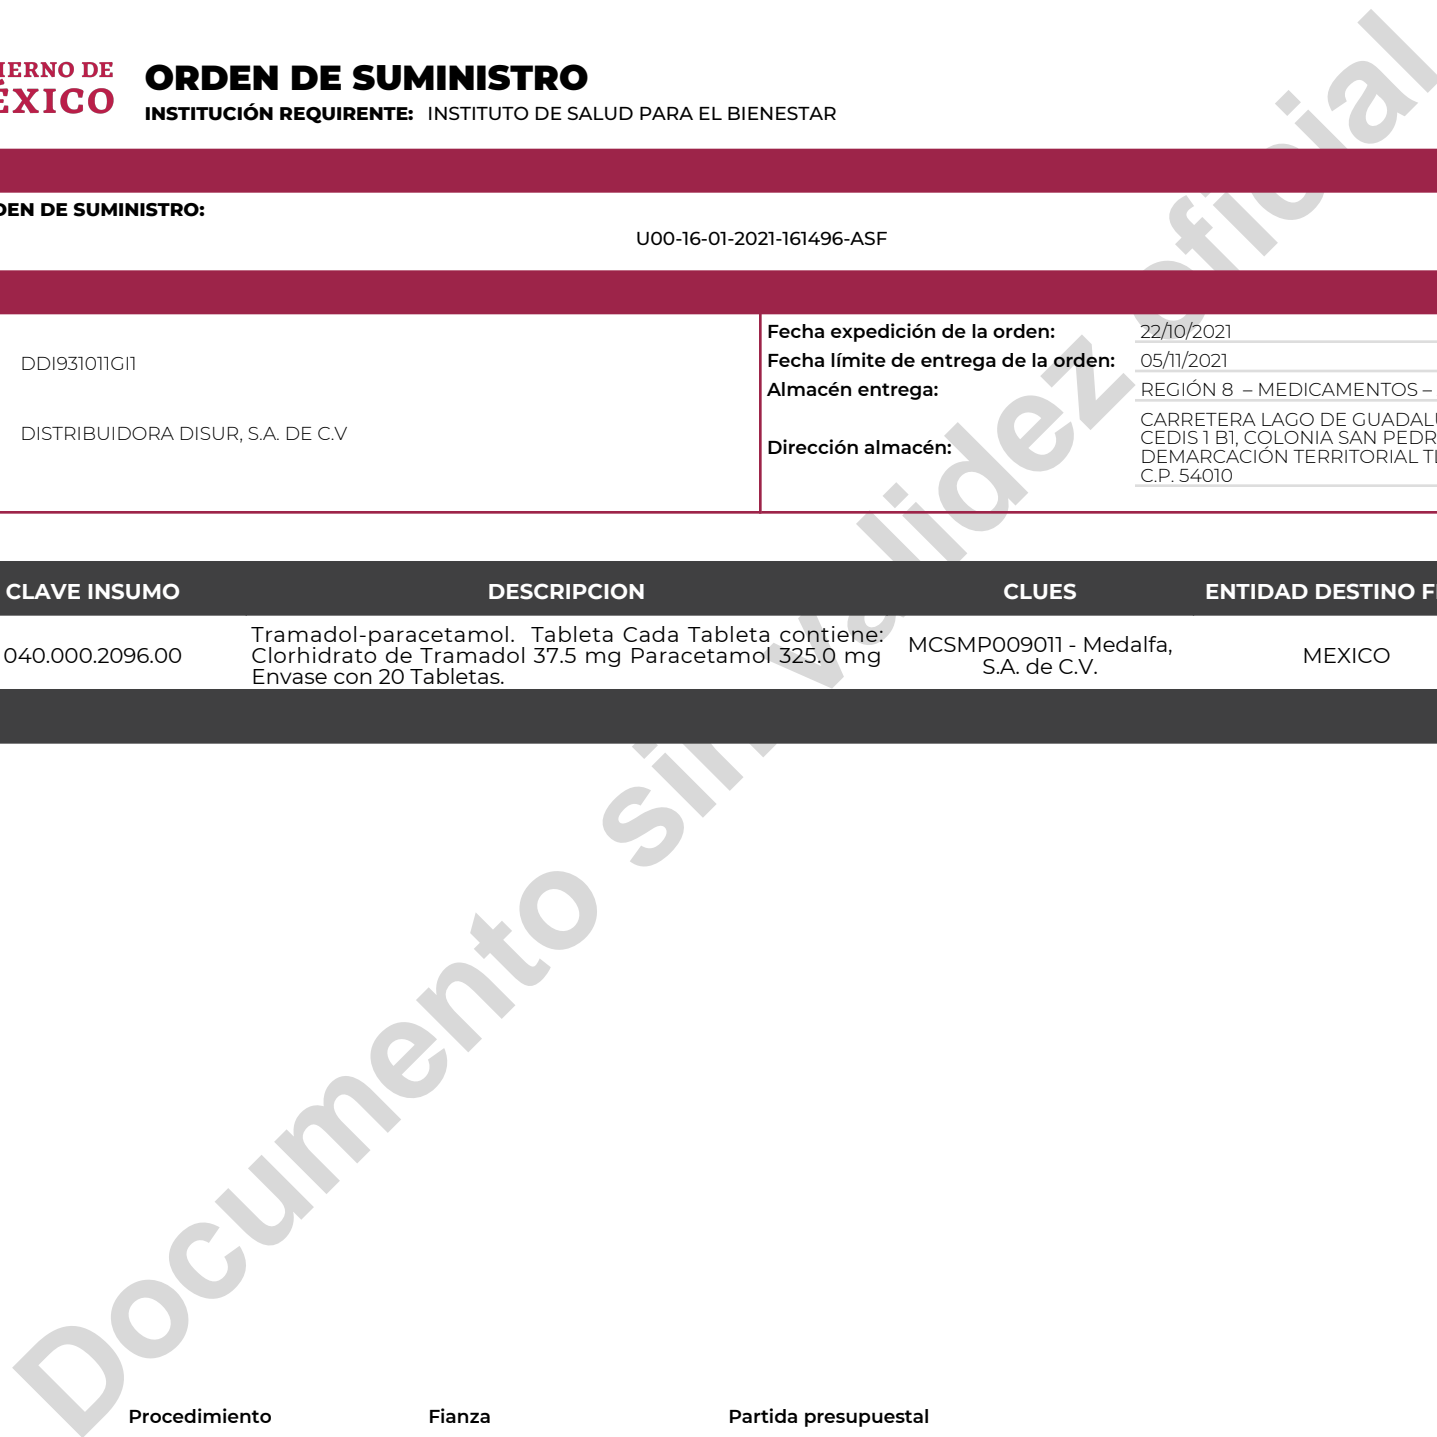 IERNO DE
ÉXICO
ORDEN DE SUMINISTRO
INSTITUCIÓN REQUIRENTE: INSTITUTO DE SALUD PARA EL BIENESTAR
DEN DE SUMINISTRO:
U00-16-01-2021-161496-ASF
DDI931011GI1
DISTRIBUIDORA DISUR, S.A. DE C.V
Fecha expedición de la orden: 22/10/2021
Fecha límite de entrega de la orden: 05/11/2021
Almacén entrega: REGIÓN 8 – MEDICAMENTOS –
Dirección almacén:
CARRETERA LAGO DE GUADAL
CEDIS 1 B1, COLONIA SAN PEDR
DEMARCACIÓN TERRITORIAL T
C.P. 54010
CLAVE INSUMO DESCRIPCION CLUES ENTIDAD DESTINO F
040.000.2096.00
Tramadol-paracetamol. Tableta Cada Tableta contiene:
Clorhidrato de Tramadol 37.5 mg Paracetamol 325.0 mg
Envase con 20 Tabletas.
MCSMP009011 - Medalfa,
S.A. de C.V.
MEXICO
Documento sin validez oficial
Procedimiento Fianza Partida presupuestal